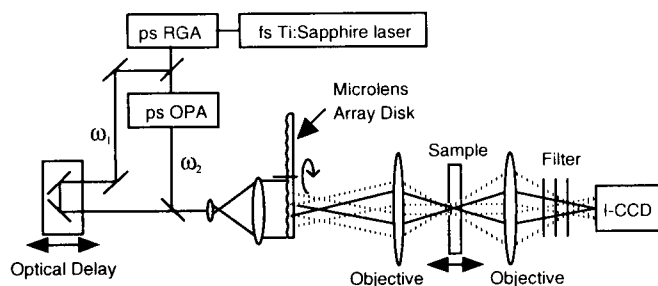 ps RGA
fs Ti:Sapphire laser
ps OPA
Microlens
Array Disk
ω1
ω2
Sample
Filter
I-CCD
Optical Delay
Objective
Objective